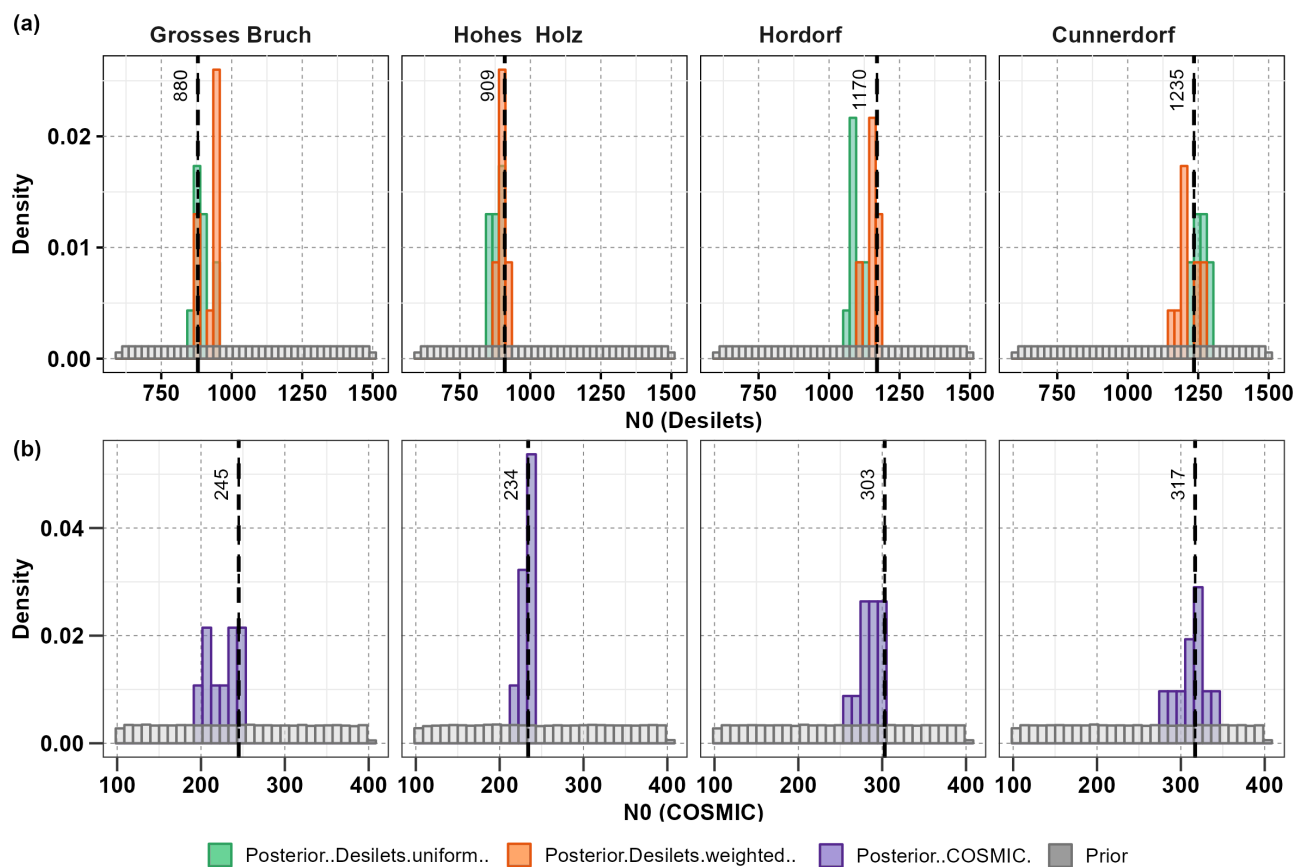 (a)
Grosses Bruch Hohes Holz Hordorf Cunnerdorf
880 909 1170 1235
Density
0.02
0.01
0.00
750 1000 1250 1500 750 1000 1250 1500 750 1000 1250 1500 750 1000 1250 1500
N0 (Desilets)
(b)
245 234 303 317
Density
0.04
0.02
0.00
100 200 300 400 100 200 300 400 100 200 300 400 100 200 300 400
N0 (COSMIC)
Posterior..Desilets.uniform.. Posterior.Desilets.weighted.. Posterior..COSMIC. Prior